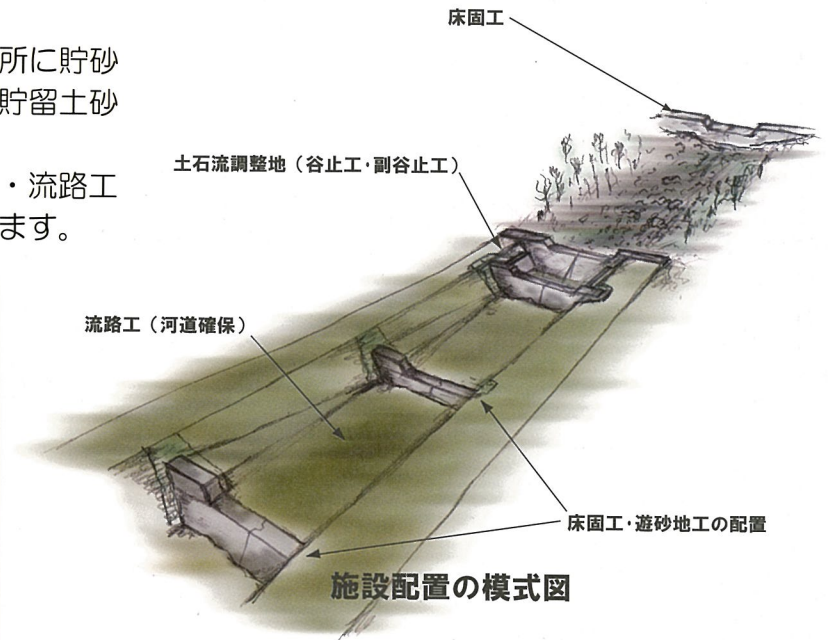 所に貯砂
貯留土砂
・流路工
ます。
床固工
土石流調整地（谷止工･副谷止工）
流路工（河道確保）
床固工･遊砂地工の配置
施設配置の模式図